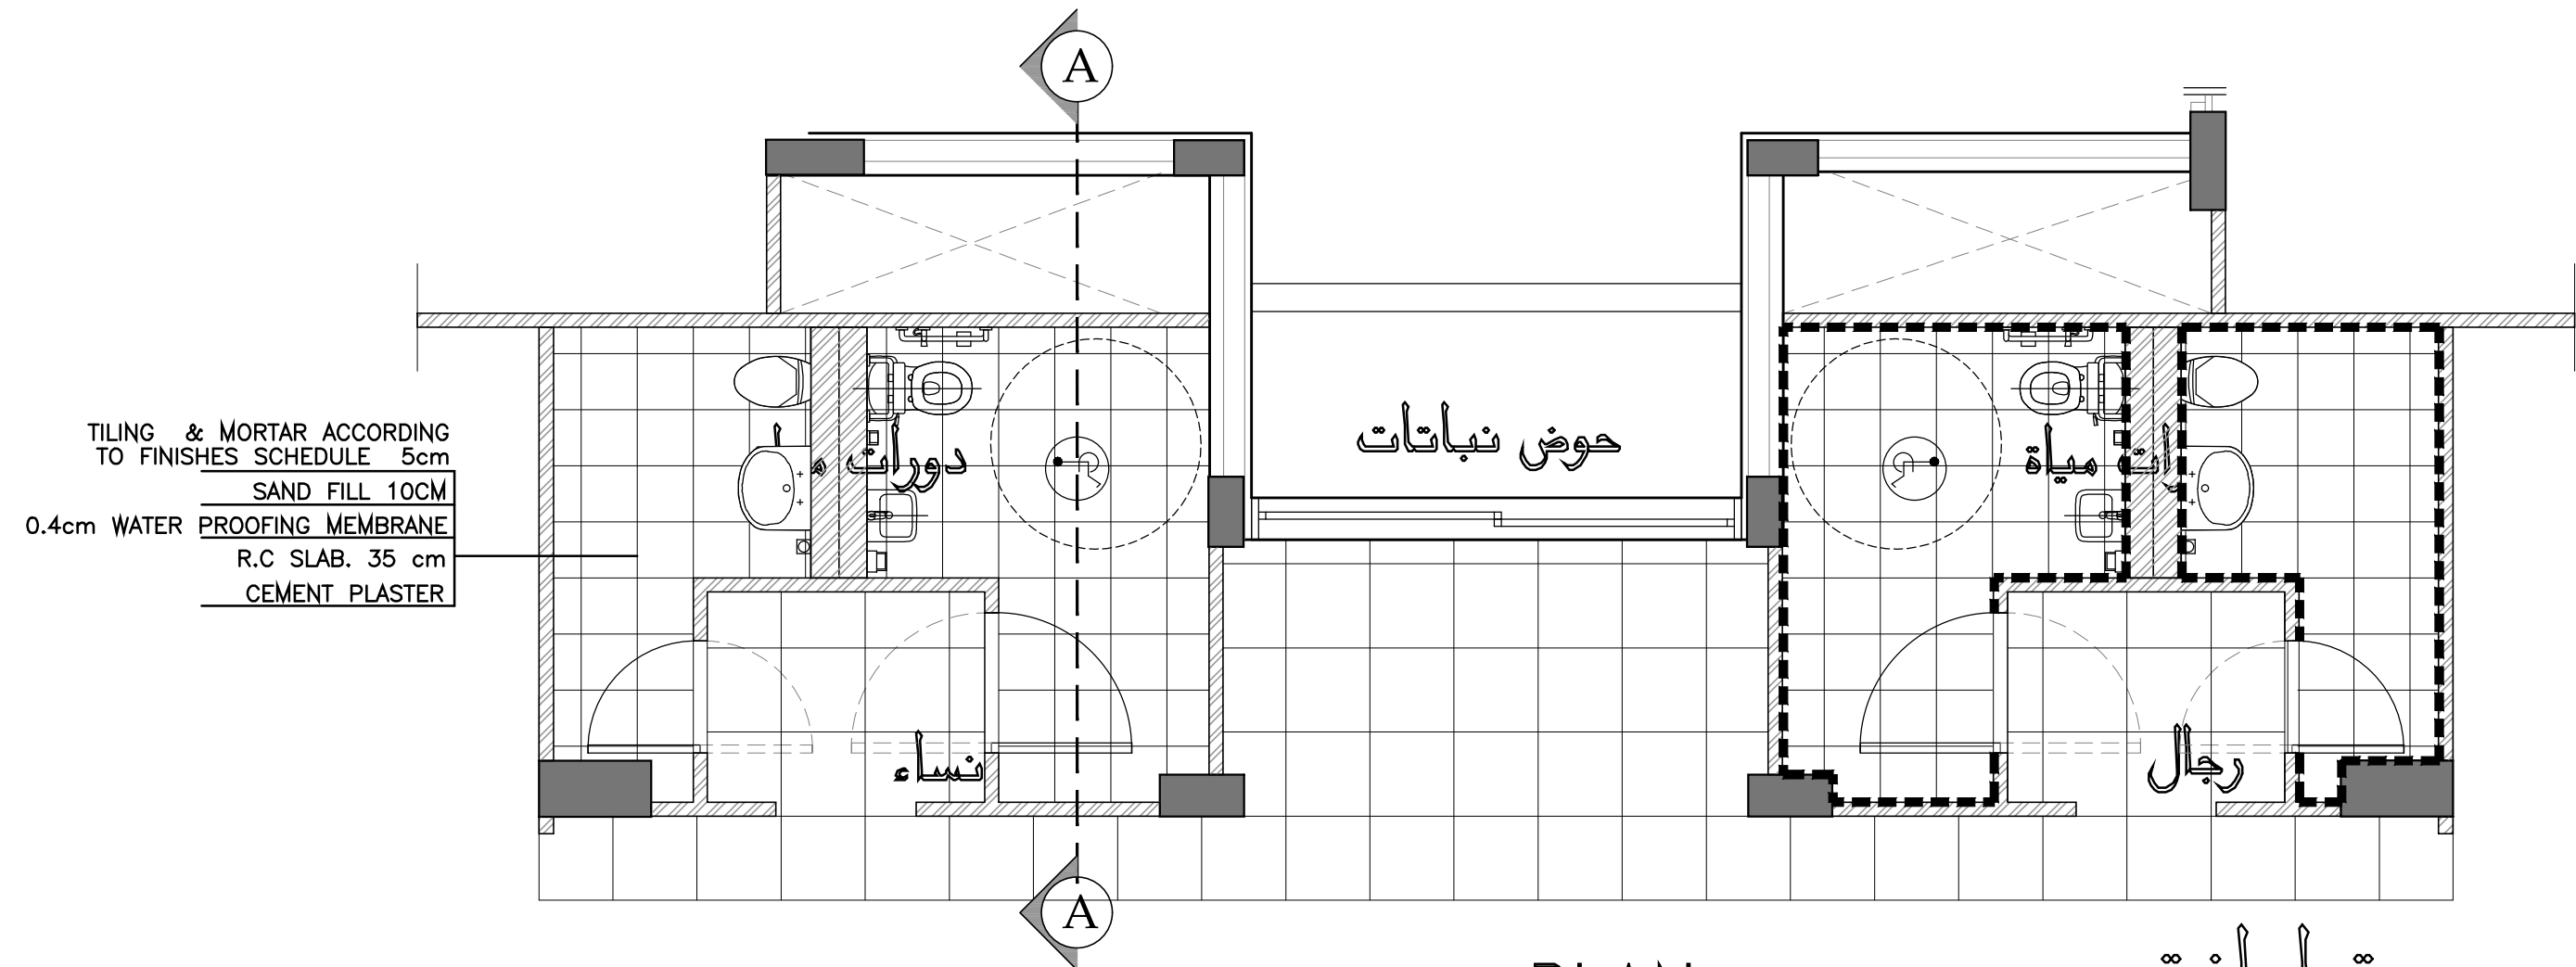 A
TILING & MORTAR ACCORDING
TO FINISHES SCHEDULE 5cm
SAND FILL 10CM
0.4cm WATER PROOFING MEMBRANE
R.C SLAB. 35 cm
CEMENT PLASTER
دورات
حوض نباتات
مياة
نساء
رجال
A
PLAN